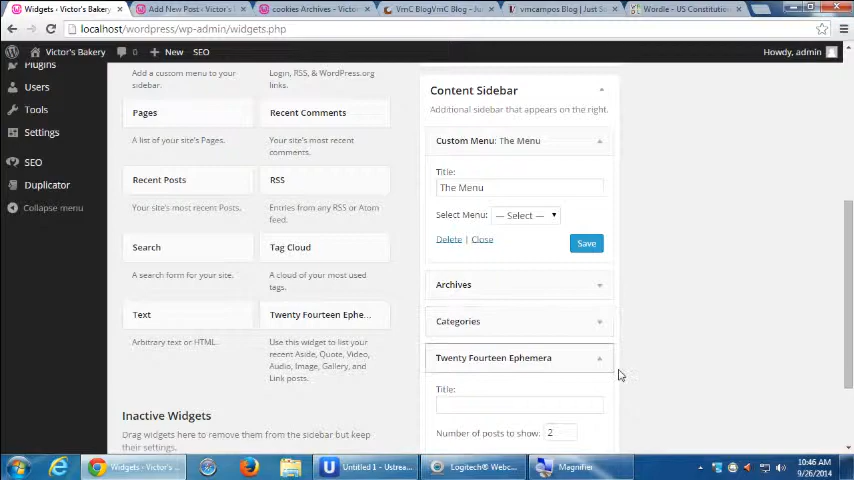 Widgets ‹ Victor's Bakery
Add New Post ‹ Victor's
cookies Archives - Victor
VmC BlogVmC Blog - Ju
vmcampos Blog | Just S
Wordle - US Constitutio
localhost/wordpress/wp-admin/widgets.php
Victor's Bakery
0
New
SEO
Howdy, admin
Plugins
Users
Tools
Settings
SEO
Duplicator
Collapse menu
Add a custom menu to your
sidebar.
Login, RSS, & WordPress.org
links.
Pages
Recent Comments
A list of your site's Pages.
Your site's most recent
comments.
Recent Posts
RSS
Your site's most recent Posts.
Entries from any RSS or Atom
feed.
Search
Tag Cloud
A search form for your site.
A cloud of your most used
tags.
Text
Twenty Fourteen Ephe...
Arbitrary text or HTML.
Use this widget to list your
recent Aside, Quote, Video,
Audio, Image, Gallery, and
Link posts.
Inactive Widgets
Drag widgets here to remove them from the sidebar but keep
their settings.
Content Sidebar
Additional sidebar that appears on the right.
Custom Menu: The Menu
Title:
The Menu
Select Menu: — Select —
Delete | Close
Save
Archives
Categories
Twenty Fourteen Ephemera
Title:
Number of posts to show: 2
Widgets ‹ Victor's ...
Untitled 1 - Ustrea...
Logitech® Webc...
Magnifier
10:46 AM
9/26/2014